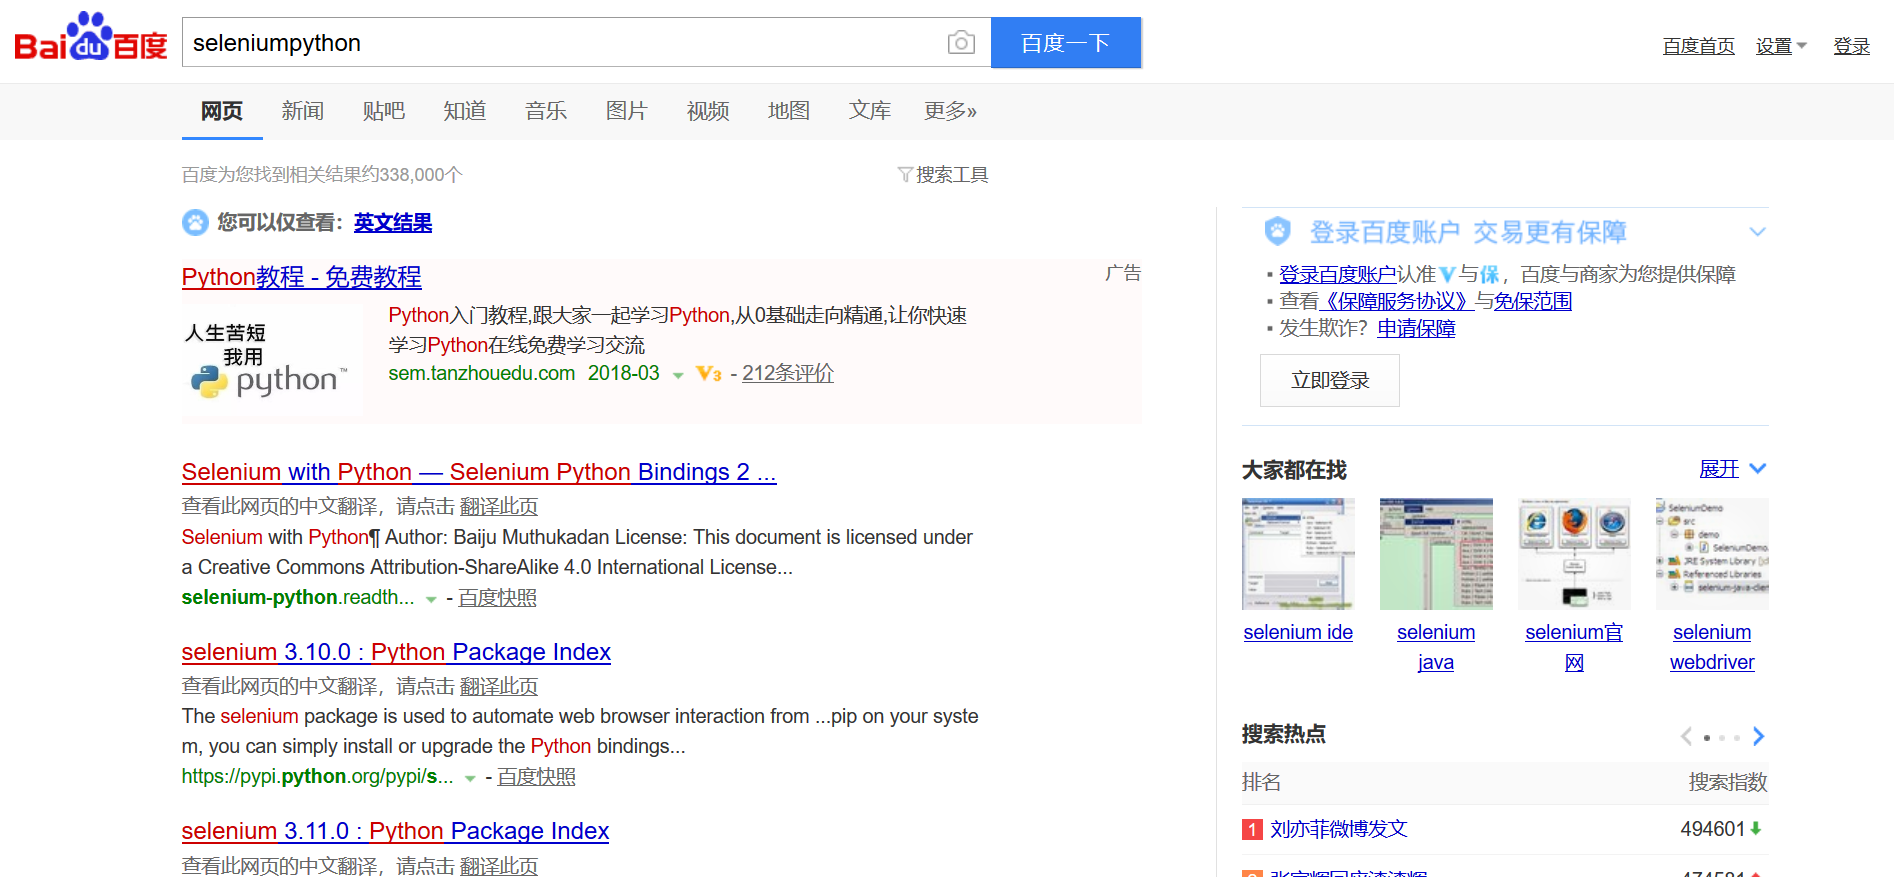 Baidu百度
seleniumpython
百度一下
百度首页 设置 登录
网页 新闻 贴吧 知道 音乐 图片 视频 地图 文库 更多»
百度为您找到相关结果约338,000个
搜索工具
您可以仅查看：英文结果
Python教程 - 免费教程
广告
人生苦短
我用
python™
Python入门教程,跟大家一起学习Python,从0基础走向精通,让你快速
学习Python在线免费学习交流
sem.tanzhouedu.com 2018-03 V3 - 212条评价
Selenium with Python — Selenium Python Bindings 2 ...
查看此网页的中文翻译，请点击 翻译此页
Selenium with Python¶ Author: Baiju Muthukadan License: This document is licensed under
a Creative Commons Attribution-ShareAlike 4.0 International License...
selenium-python.readth... - 百度快照
selenium 3.10.0 : Python Package Index
查看此网页的中文翻译，请点击 翻译此页
The selenium package is used to automate web browser interaction from ...pip on your syste
m, you can simply install or upgrade the Python bindings...
https://pypi.python.org/pypi/s... - 百度快照
selenium 3.11.0 : Python Package Index
查看此网页的中文翻译，请点击 翻译此页
登录百度账户 交易更有保障
登录百度账户认准V与保，百度与商家为您提供保障
查看《保障服务协议》与免保范围
发生欺诈？申请保障
立即登录
大家都在找
展开
SeleniumDemo
src
demo
SeleniumDemo.
JRE System Library [jd
Referenced Libraries
selenium-java-clien
selenium ide
selenium
java
selenium官
网
selenium
webdriver
搜索热点
排名 搜索指数
1 刘亦菲微博发文 494601